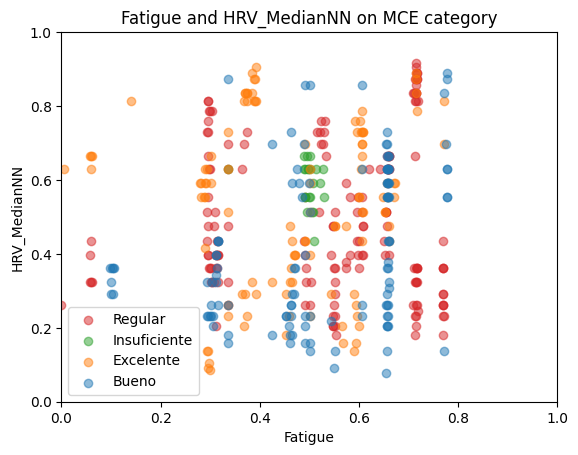 Fatigue and HRV_MedianNN on MCE category
HRV_MedianNN
1.0
0.8
0.6
0.4
0.2
0.0
Regular
Insuficiente
Excelente
Bueno
0.0 0.2 0.4 0.6 0.8 1.0
Fatigue